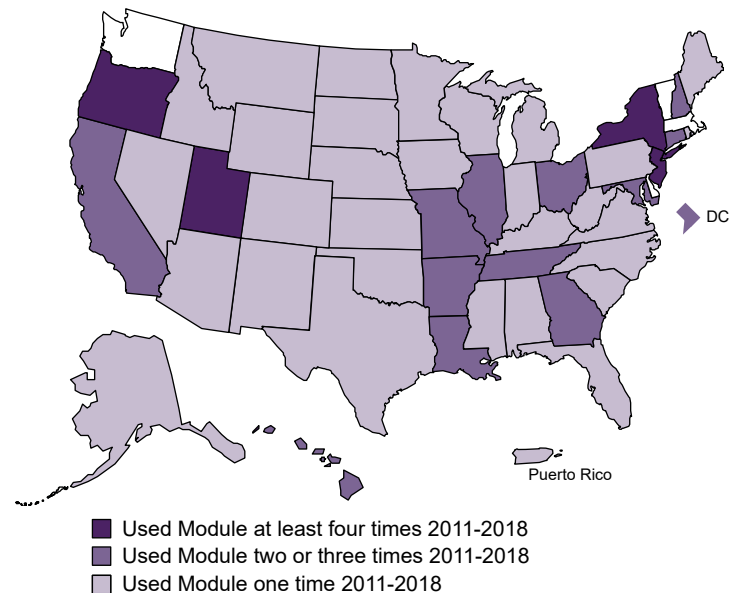 DC
Puerto Rico
Used Module at least four times 2011-2018
Used Module two or three times 2011-2018
Used Module one time 2011-2018